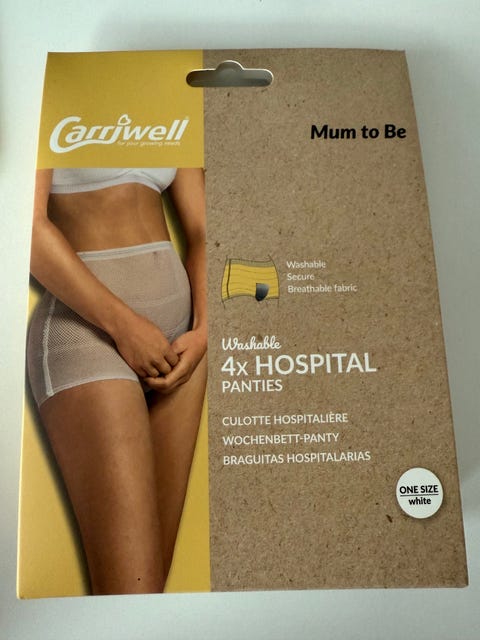 Carriwell®
for your growing needs
Mum to Be
Washable
Secure
Breathable fabric
Washable
4x HOSPITAL
PANTIES
CULOTTE HOSPITALIÈRE
WOCHENBETT-PANTY
BRAGUITAS HOSPITALARIAS
ONE SIZE
white